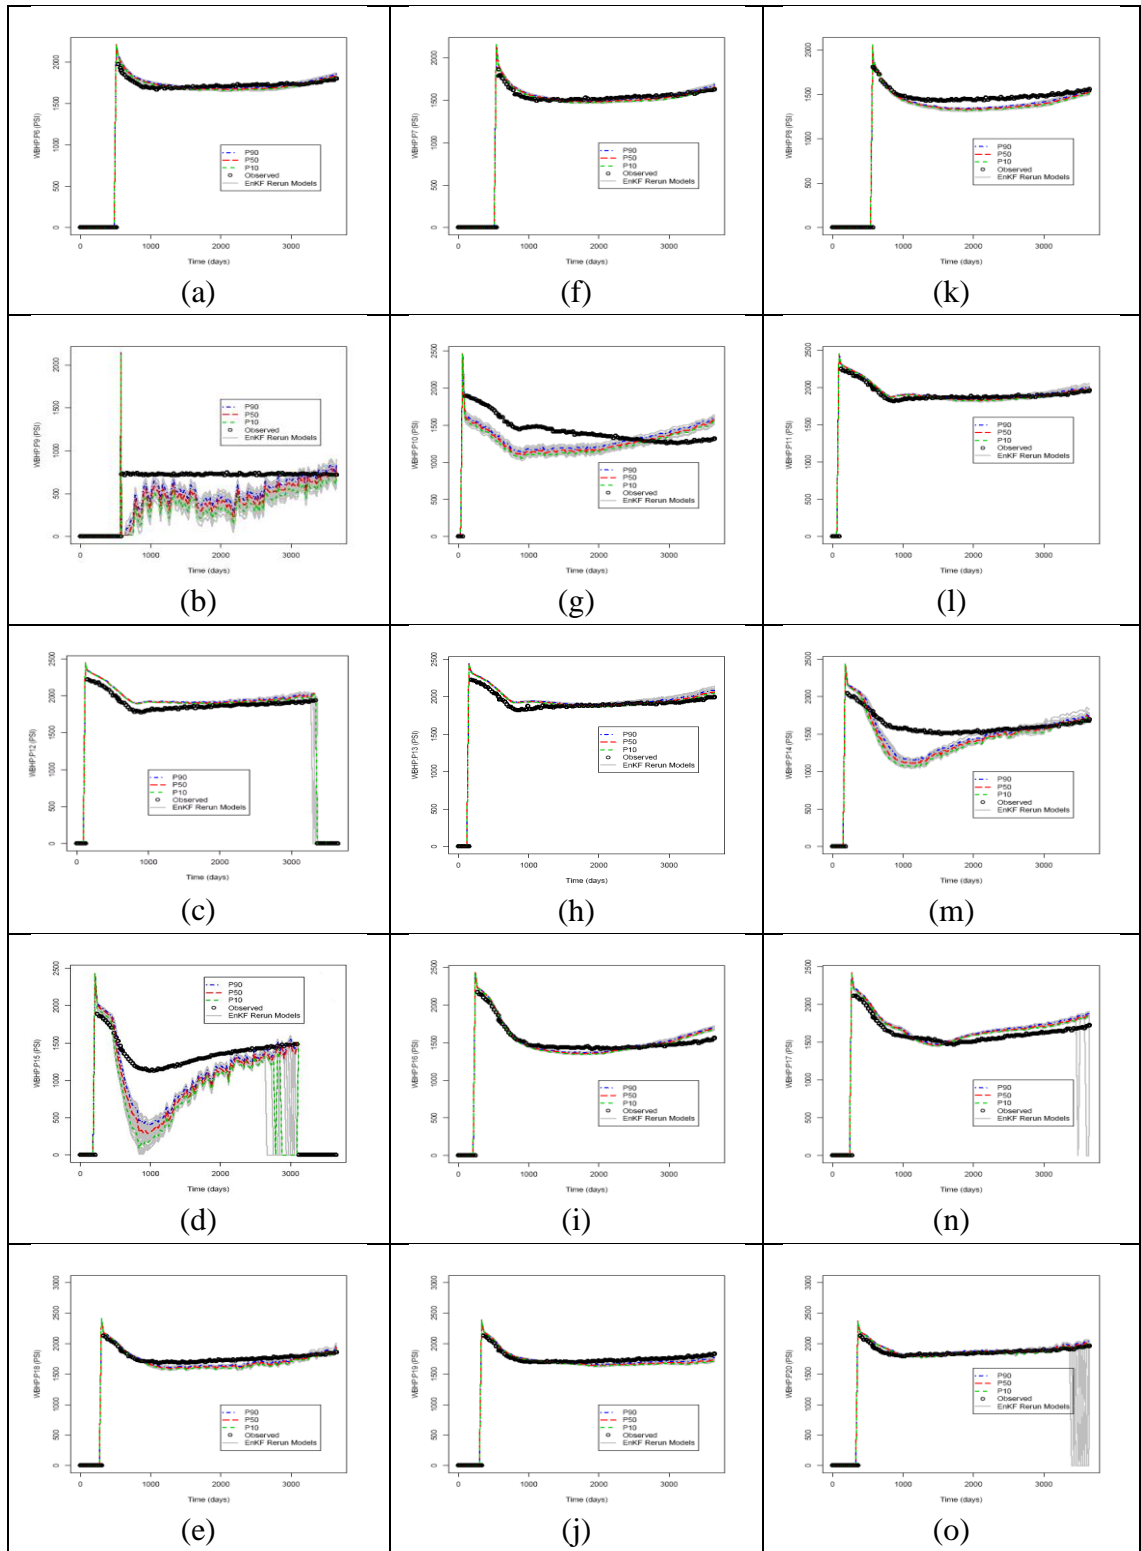 WBHP:P6 (PSI)
2000
1500
1000
500
0
P90
P50
P10
Observed
EnKF Rerun Models
0 1000 2000 3000
Time (days)
(a)
WBHP:P7 (PSI)
2000
1500
1000
500
0
P90
P50
P10
Observed
EnKF Rerun Models
0 1000 2000 3000
Time (days)
(f)
WBHP:P8 (PSI)
2000
1500
1000
500
0
P90
P50
P10
Observed
EnKF Rerun Models
0 1000 2000 3000
Time (days)
(k)
WBHP:P9 (PSI)
2000
1500
1000
500
0
P90
P50
P10
Observed
EnKF Rerun Models
0 1000 2000 3000
Time (days)
(b)
WBHP:P10 (PSI)
2500
2000
1500
1000
500
0
P90
P50
P10
Observed
EnKF Rerun Models
0 1000 2000 3000
Time (days)
(g)
WBHP:P11 (PSI)
2500
2000
1500
1000
500
0
P90
P50
P10
Observed
EnKF Rerun Models
0 1000 2000 3000
Time (days)
(l)
WBHP:P12 (PSI)
2500
2000
1500
1000
500
0
P90
P50
P10
Observed
EnKF Rerun Models
0 1000 2000 3000
Time (days)
(c)
WBHP:P13 (PSI)
2500
2000
1500
1000
500
0
P90
P50
P10
Observed
EnKF Rerun Models
0 1000 2000 3000
Time (days)
(h)
WBHP:P14 (PSI)
2500
2000
1500
1000
500
0
P90
P50
P10
Observed
EnKF Rerun Models
0 1000 2000 3000
Time (days)
(m)
WBHP:P15 (PSI)
2500
2000
1500
1000
500
0
P90
P50
P10
Observed
EnKF Rerun Models
0 1000 2000 3000
Time (days)
(d)
WBHP:P16 (PSI)
2500
2000
1500
1000
500
0
P90
P50
P10
Observed
EnKF Rerun Models
0 1000 2000 3000
Time (days)
(i)
WBHP:P17 (PSI)
2500
2000
1500
1000
500
0
P90
P50
P10
Observed
EnKF Rerun Models
0 1000 2000 3000
Time (days)
(n)
WBHP:P18 (PSI)
3000
2500
2000
1500
1000
500
0
P90
P50
P10
Observed
EnKF Rerun Models
0 1000 2000 3000
Time (days)
(e)
WBHP:P19 (PSI)
3000
2500
2000
1500
1000
500
0
P90
P50
P10
Observed
EnKF Rerun Models
0 1000 2000 3000
Time (days)
(j)
WBHP:P20 (PSI)
3000
2500
2000
1500
1000
500
0
P90
P50
P10
Observed
EnKF Rerun Models
0 1000 2000 3000
Time (days)
(o)